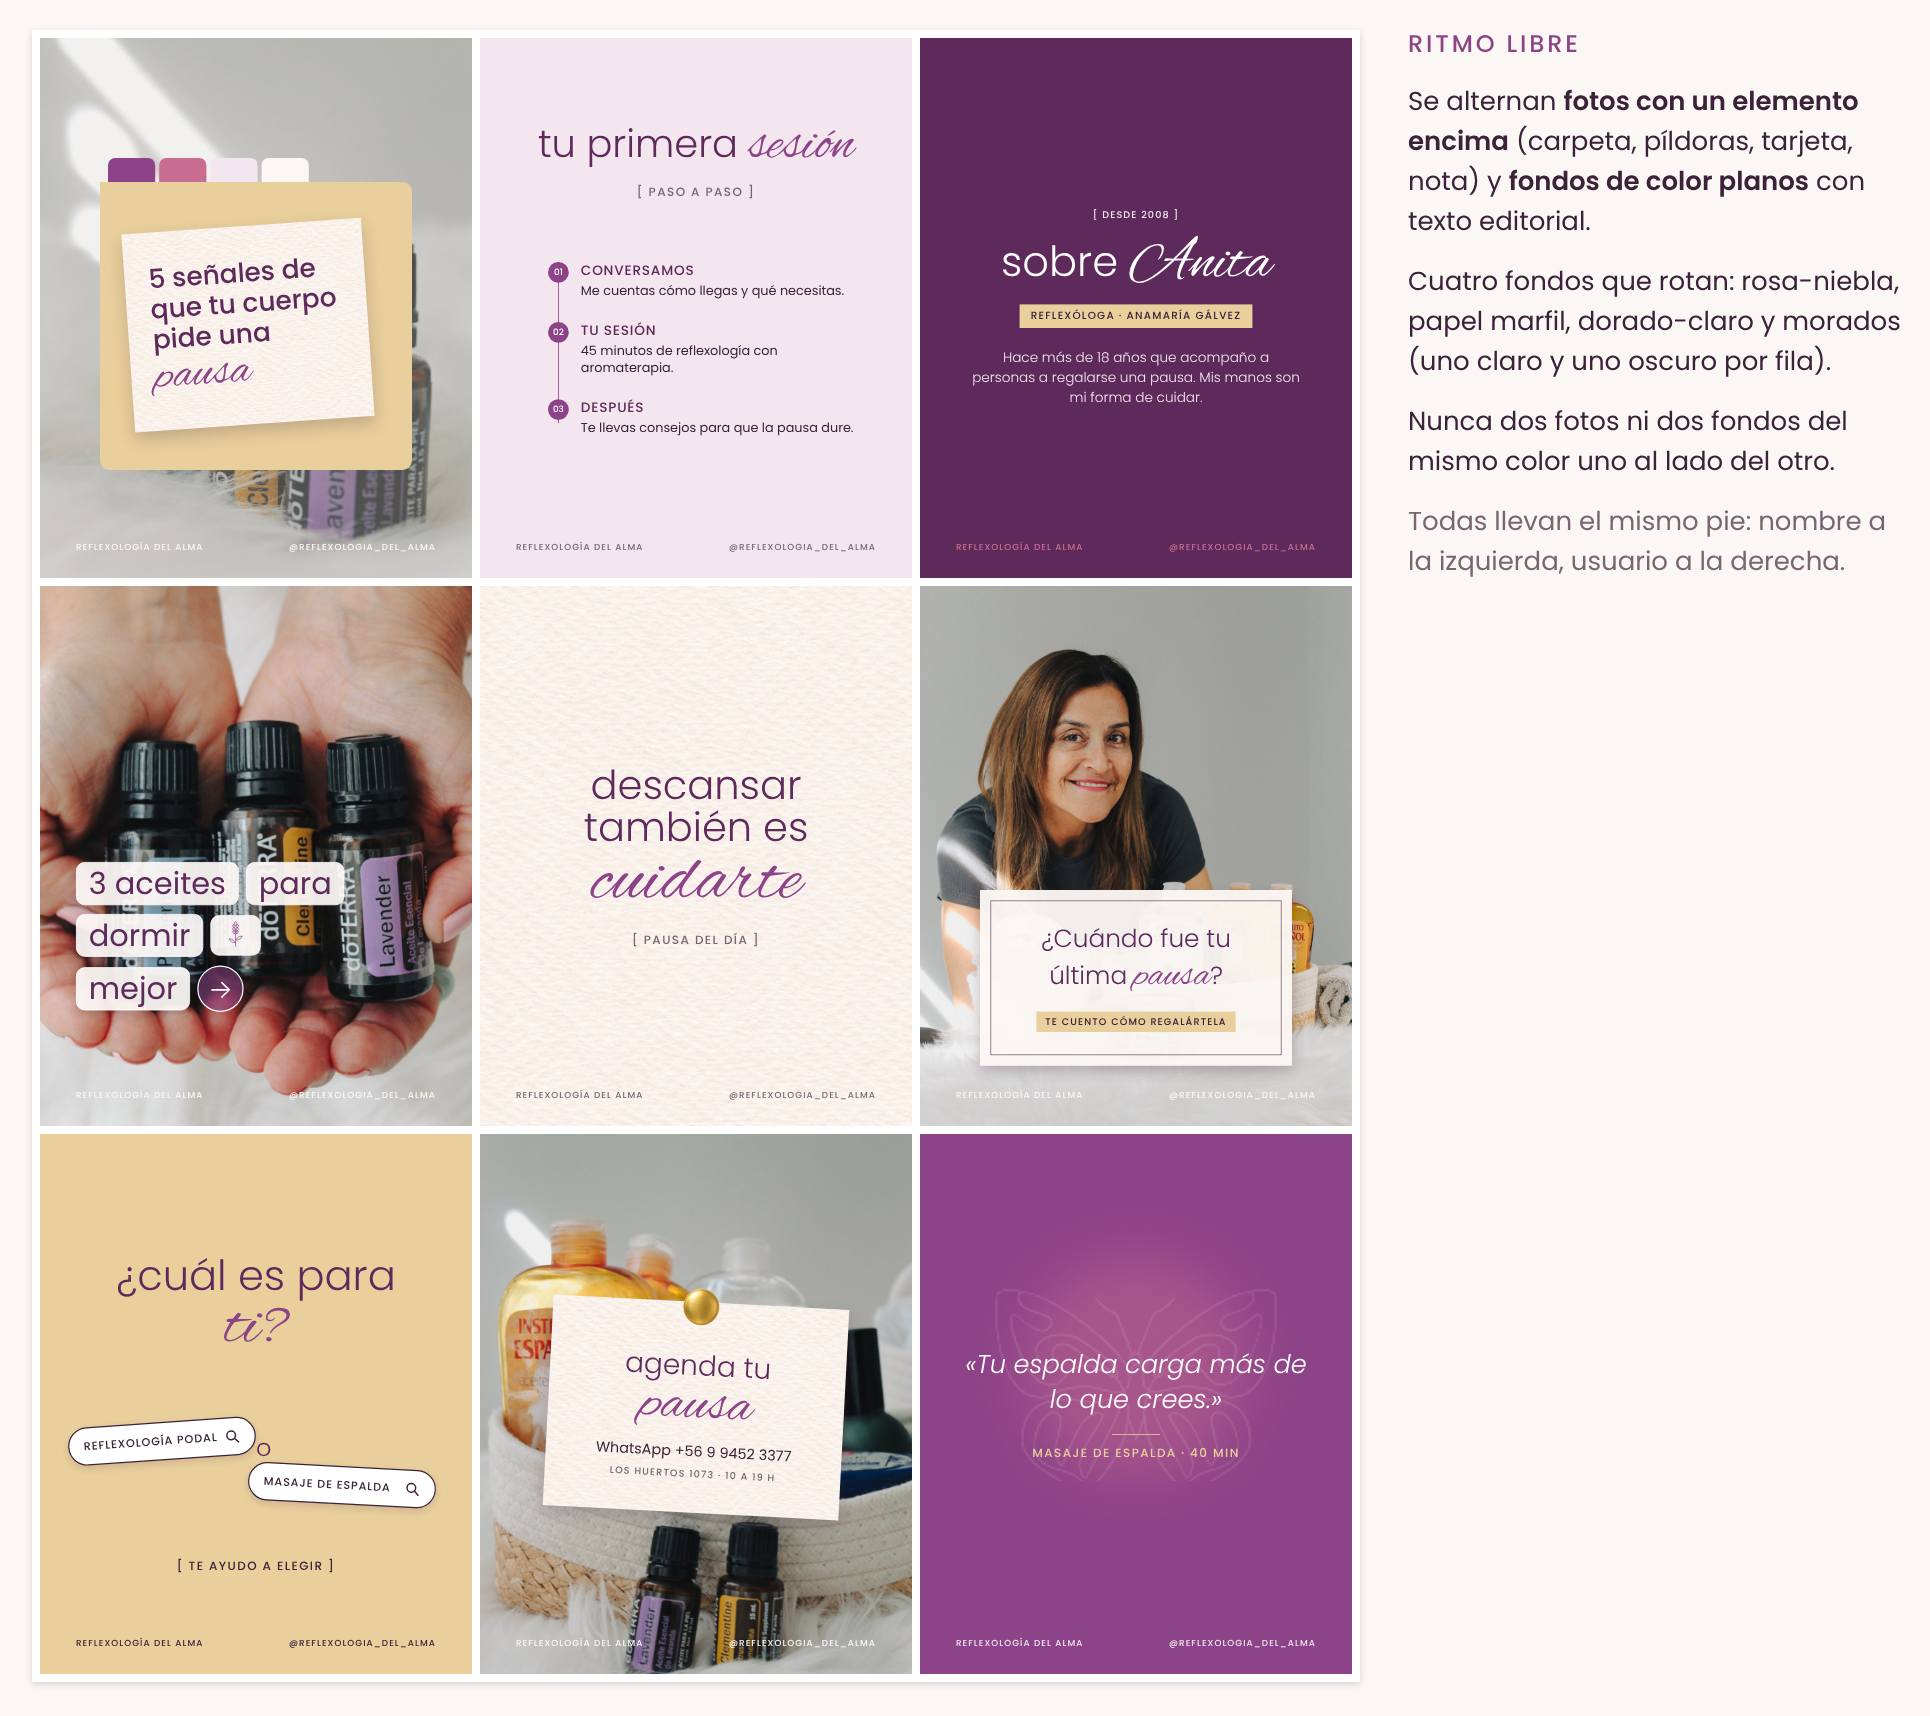 5 señales de
que tu cuerpo
pide una
pausa
REFLEXOLOGÍA DEL ALMA
@REFLEXOLOGIA_DEL_ALMA
tu primera sesión
[ PASO A PASO ]
01 CONVERSAMOS
Me cuentas cómo llegas y qué necesitas.
02 TU SESIÓN
45 minutos de reflexología con
aromaterapia.
03 DESPUÉS
Te llevas consejos para que la pausa dure.
REFLEXOLOGÍA DEL ALMA
@REFLEXOLOGIA_DEL_ALMA
[ DESDE 2008 ]
sobre Anita
REFLEXÓLOGA · ANAMARÍA GÁLVEZ
Hace más de 18 años que acompaño a
personas a regalarse una pausa. Mis manos son
mi forma de cuidar.
REFLEXOLOGÍA DEL ALMA
@REFLEXOLOGIA_DEL_ALMA
3 aceites para
dormir
mejor
Lavender
Aceite Esencial
REFLEXOLOGÍA DEL ALMA
@REFLEXOLOGIA_DEL_ALMA
descansar
también es
cuidarte
[ PAUSA DEL DÍA ]
REFLEXOLOGÍA DEL ALMA
@REFLEXOLOGIA_DEL_ALMA
¿Cuándo fue tu
última pausa?
TE CUENTO CÓMO REGALÁRTELA
REFLEXOLOGÍA DEL ALMA
@REFLEXOLOGIA_DEL_ALMA
¿cuál es para
ti?
REFLEXOLOGÍA PODAL
MASAJE DE ESPALDA
[ TE AYUDO A ELEGIR ]
REFLEXOLOGÍA DEL ALMA
@REFLEXOLOGIA_DEL_ALMA
agenda tu
pausa
WhatsApp +56 9 9452 3377
LOS HUERTOS 1073 · 10 A 19 H
Lavender
Clementine
REFLEXOLOGÍA DEL ALMA
@REFLEXOLOGIA_DEL_ALMA
«Tu espalda carga más de
lo que crees.»
MASAJE DE ESPALDA · 40 MIN
REFLEXOLOGÍA DEL ALMA
@REFLEXOLOGIA_DEL_ALMA
RITMO LIBRE
Se alternan fotos con un elemento
encima (carpeta, píldoras, tarjeta,
nota) y fondos de color planos con
texto editorial.
Cuatro fondos que rotan: rosa-niebla,
papel marfil, dorado-claro y morados
(uno claro y uno oscuro por fila).
Nunca dos fotos ni dos fondos del
mismo color uno al lado del otro.
Todas llevan el mismo pie: nombre a
la izquierda, usuario a la derecha.